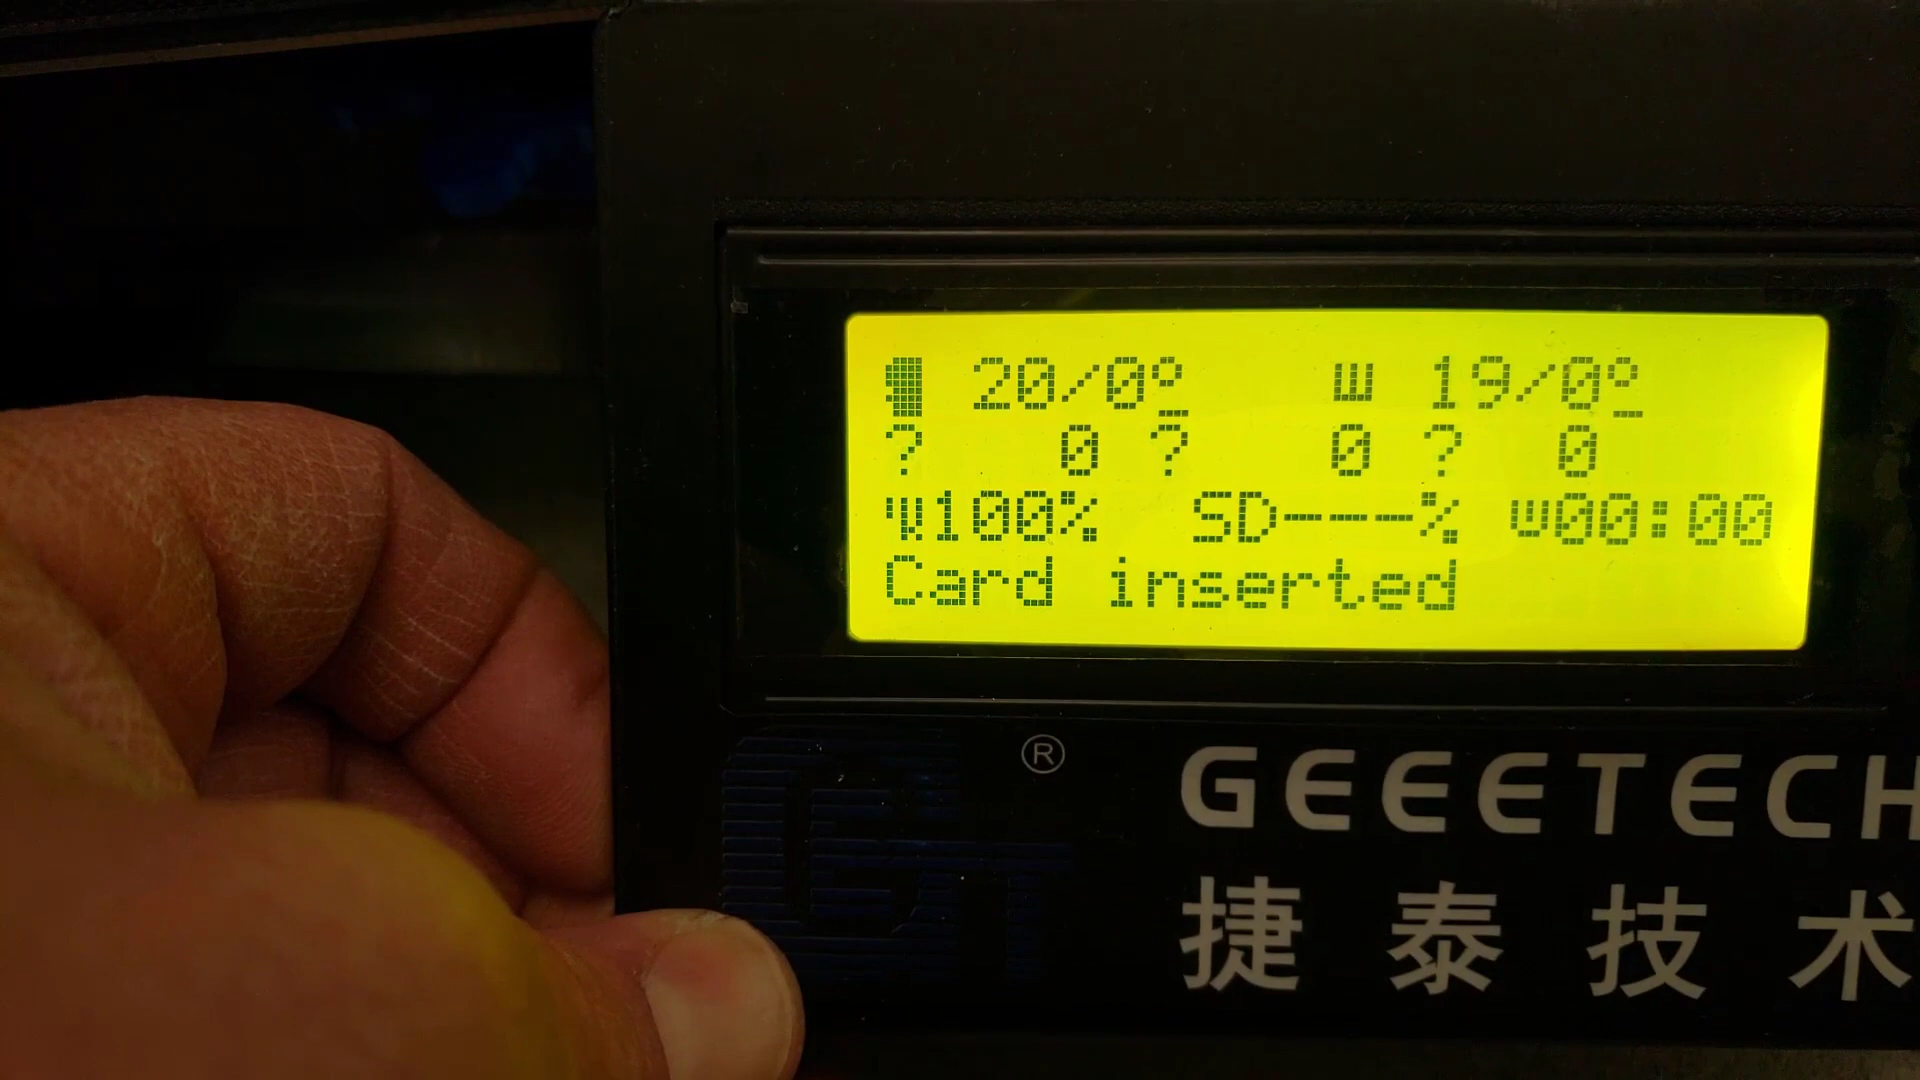 20/0° 19/0°
? 0 ? 0 ? 0
100% SD---% 00:00
Card inserted
®
GEEETECH
捷泰技术